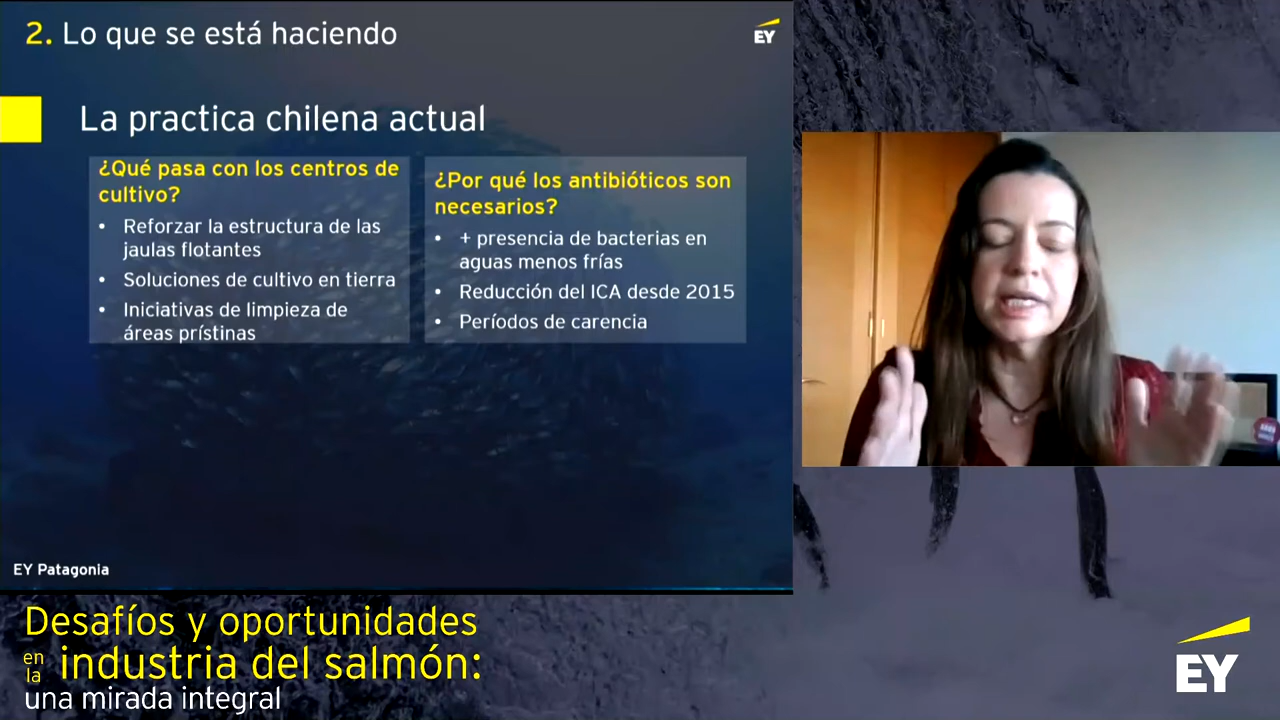 2. Lo que se está haciendo
EY
La practica chilena actual
¿Qué pasa con los centros de
cultivo?
• Reforzar la estructura de las
jaulas flotantes
• Soluciones de cultivo en tierra
• Iniciativas de limpieza de
áreas prístinas
¿Por qué los antibióticos son
necesarios?
• + presencia de bacterias en
aguas menos frías
• Reducción del ICA desde 2015
• Períodos de carencia
EY Patagonia
Desafíos y oportunidades
en la industria del salmón:
una mirada integral
EY